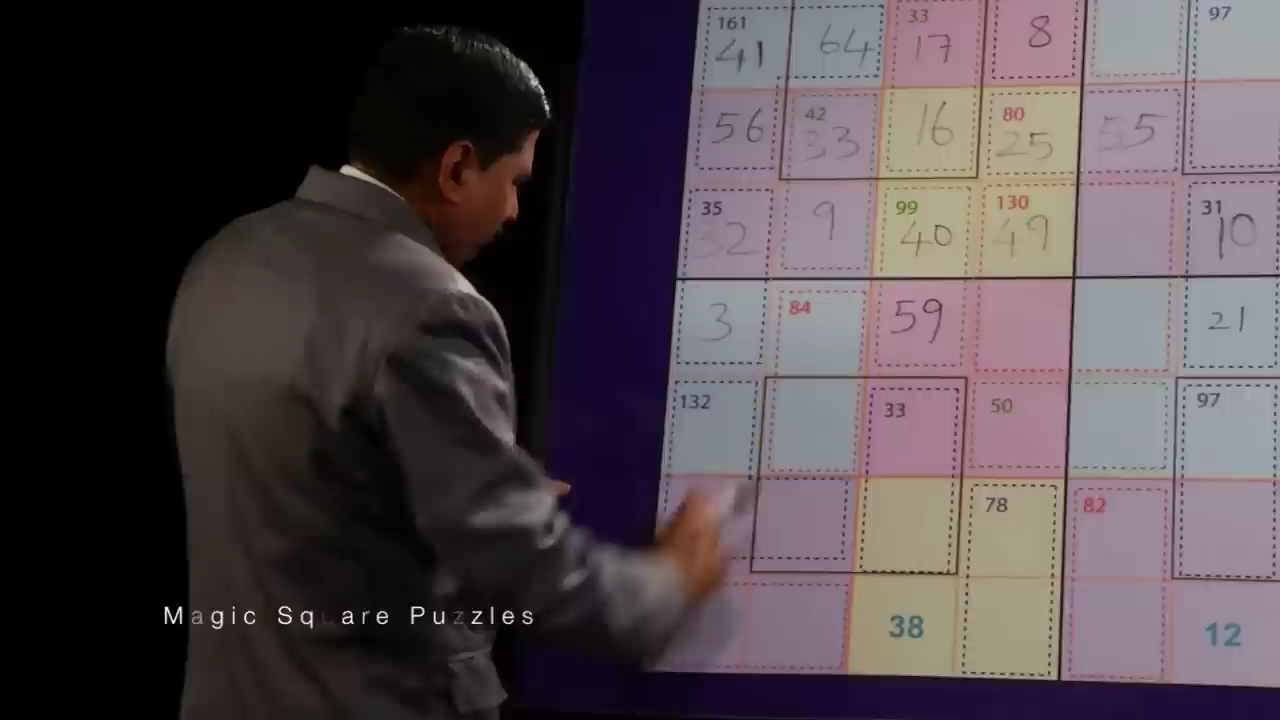 161 33 97
41 64 17 8
42 80
56 33 16 25 55
35 99 130 31
32 9 40 49 10
84
3 59 21
132 33 50 97
78 82
38 12
Magic Square Puzzles